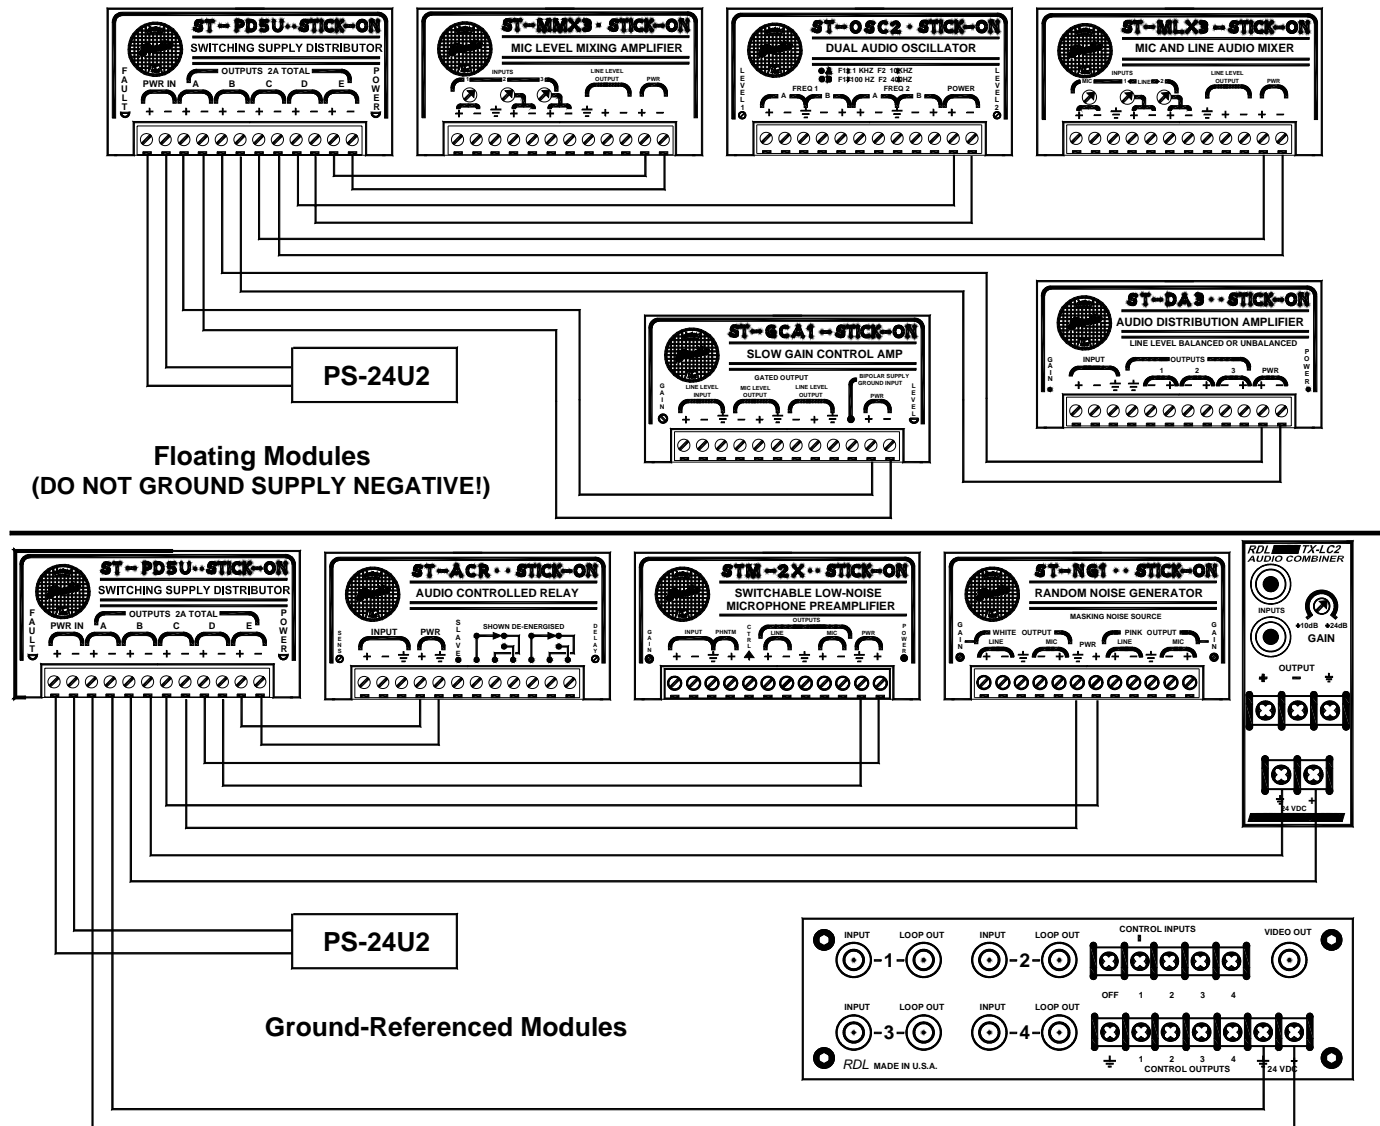 ST-PD5U··STICK-ON
SWITCHING SUPPLY DISTRIBUTOR
OUTPUTS 2A TOTAL
PWR IN A B C D E
FAULT
POWER
+ - + - + - + - + - + -
ST-MMX3· STICK-ON
MIC LEVEL MIXING AMPLIFIER
INPUTS
1 2 3
LINE LEVEL
OUTPUT
PWR
ST-OSC2 · STICK-ON
DUAL AUDIO OSCILLATOR
FREQ 1 FREQ 2
A B A B POWER
LEVEL1
LEVEL2
ST-MLX3 - STICK-ON
MIC AND LINE AUDIO MIXER
INPUTS
MIC 1 LINE 2
LINE LEVEL
OUTPUT
PWR
PS-24U2
ST-GCA1 - STICK-ON
SLOW GAIN CONTROL AMP
GATED OUTPUT
LINE LEVEL
INPUT
MIC LEVEL
OUTPUT
LINE LEVEL
OUTPUT
BIPOLAR SUPPLY
GROUND INPUT
PWR
GAIN
LEVEL
ST-DA3 ·· STICK-ON
AUDIO DISTRIBUTION AMPLIFIER
LINE LEVEL BALANCED OR UNBALANCED
INPUT OUTPUTS
1 2 3 PWR
GAIN
POWER
Floating Modules
(DO NOT GROUND SUPPLY NEGATIVE!)
ST-PD5U··STICK-ON
SWITCHING SUPPLY DISTRIBUTOR
OUTPUTS 2A TOTAL
PWR IN A B C D E
FAULT
POWER
+ - + - + - + - + - + -
ST-ACR ·· STICK-ON
AUDIO CONTROLLED RELAY
INPUT PWR
SHOWN DE-ENERGISED
SENS
SLAVE
DELAY
STM-2X·· STICK-ON
SWITCHABLE LOW-NOISE
MICROPHONE PREAMPLIFIER
OUTPUTS
INPUT PHNTM LINE MIC PWR
GAIN
CTRL
POWER
ST-NG1 ·· STICK-ON
RANDOM NOISE GENERATOR
MASKING NOISE SOURCE
WHITE OUTPUT PINK OUTPUT
LINE MIC PWR LINE MIC
GAIN
GAIN
RDL TX-LC2
AUDIO COMBINER
INPUTS
10dB 24dB
GAIN
OUTPUT
+ -
+
24 VDC
PS-24U2
Ground-Referenced Modules
INPUT LOOP OUT INPUT LOOP OUT CONTROL INPUTS VIDEO OUT
-1- -2-
OFF 1 2 3 4
INPUT LOOP OUT INPUT LOOP OUT
-3- -4-
1 2 3 4
CONTROL OUTPUTS 24 VDC
RDL MADE IN U.S.A.